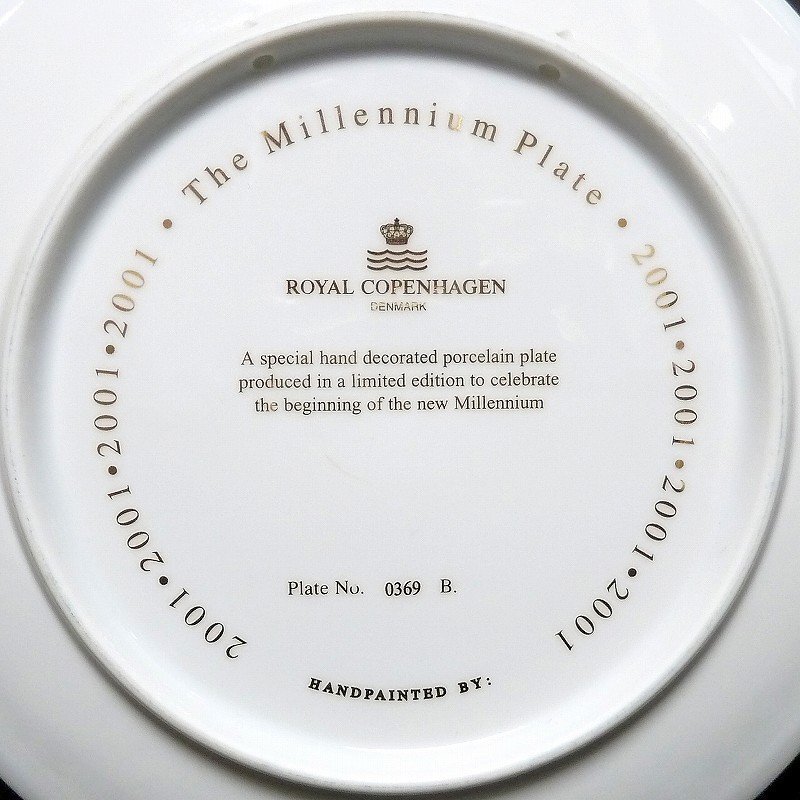 The Millennium Plate • 2001 • 2001 • 2001 • 2001
2001 • 2001 • 2001 • 2001 •
ROYAL COPENHAGEN
DENMARK
A special hand decorated porcelain plate
produced in a limited edition to celebrate
the beginning of the new Millennium
Plate No. 0369 B.
HANDPAINTED BY: